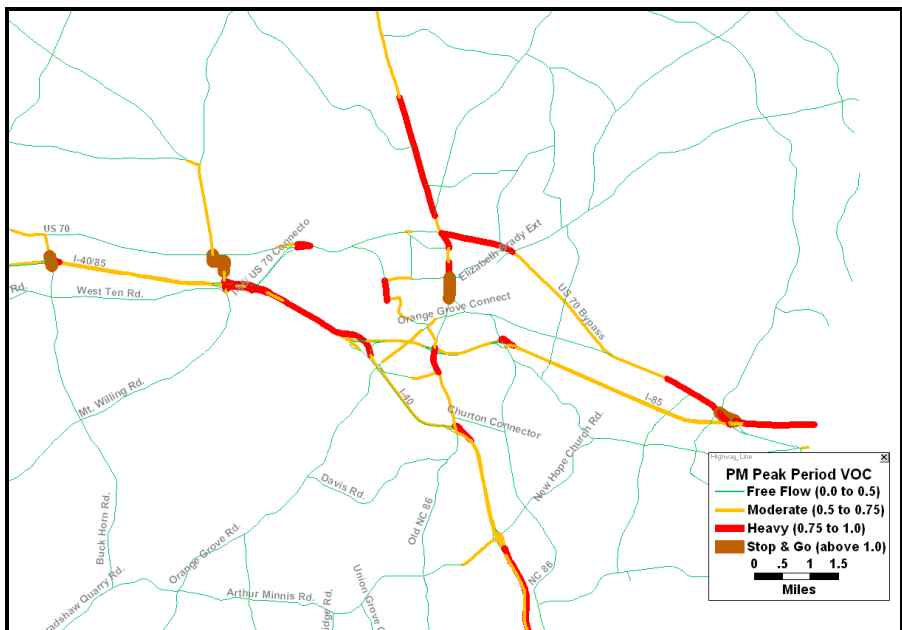 Elizabeth Brady Ext
US 70
I-40/85
I-85/ US 70 Connecto
Rd.
West Ten Rd.
Orange Grove Connect
US 70 Bypass
Mt. Willing Rd.
I-40
I-85
Churton Connector
New Hope Church Rd.
Davis Rd.
Buck Horn Rd.
Old NC 86
Orange Grove Rd.
NC 86
adshaw Quarry Rd.
Arthur Minnis Rd.
idge Rd.
Union Grove C
Highway_Line
PM Peak Period VOC
Free Flow (0.0 to 0.5)
Moderate (0.5 to 0.75)
Heavy (0.75 to 1.0)
Stop & Go (above 1.0)
0 .5 1 1.5
Miles